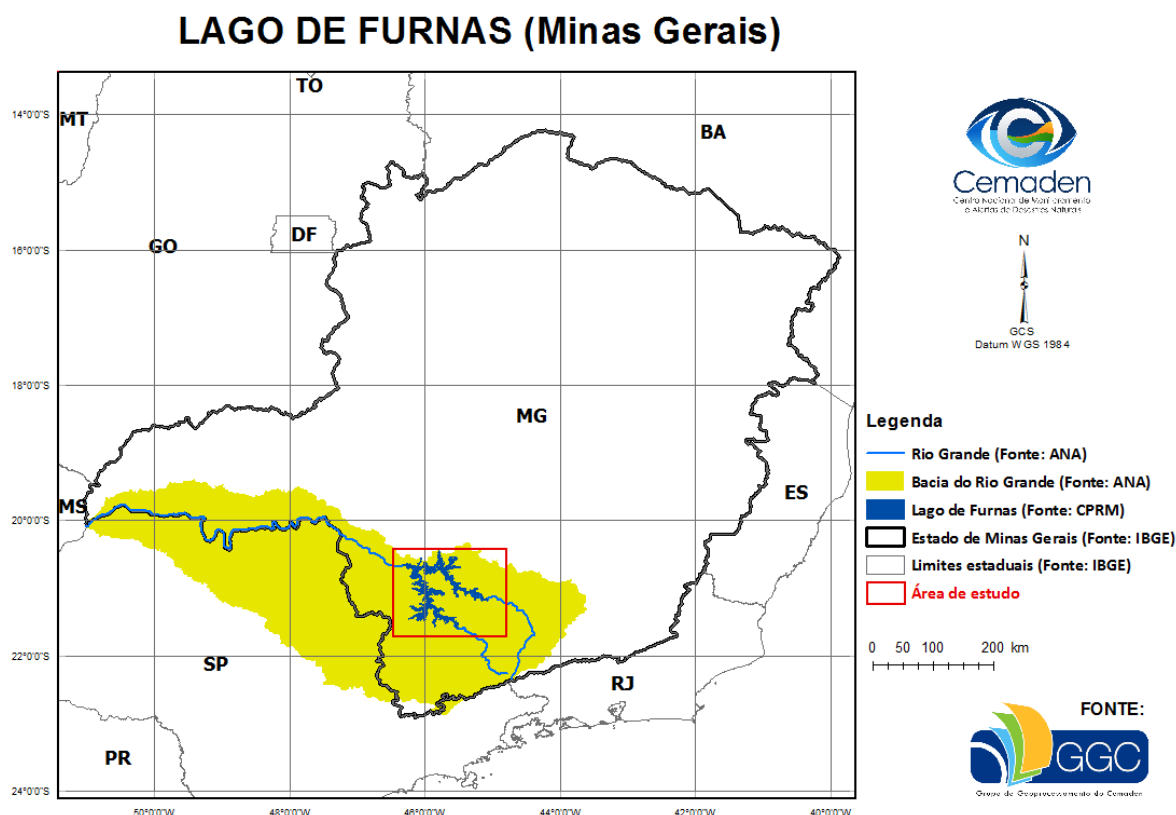 LAGO DE FURNAS (Minas Gerais)
TO
MT
14°0'0"S
BA
Cemaden
Centro Nacional de Monitoramento
e Alertas de Desastres Naturais
GO
DF
16°0'0"S
N
GCS
Datum WGS 1984
18°0'0"S
MG
Legenda
Rio Grande (Fonte: ANA)
Bacia do Rio Grande (Fonte: ANA)
Lago de Furnas (Fonte: CPRM)
Estado de Minas Gerais (Fonte: IBGE)
Limites estaduais (Fonte: IBGE)
Área de estudo
MS
ES
20°0'0"S
0 50 100 200 km
22°0'0"S
SP
RJ
PR
FONTE:
GGC
Grupo de Geoprocessamento do Cemaden
24°0'0"S
50°0'0"W 48°0'0"W 46°0'0"W 44°0'0"W 42°0'0"W 40°0'0"W